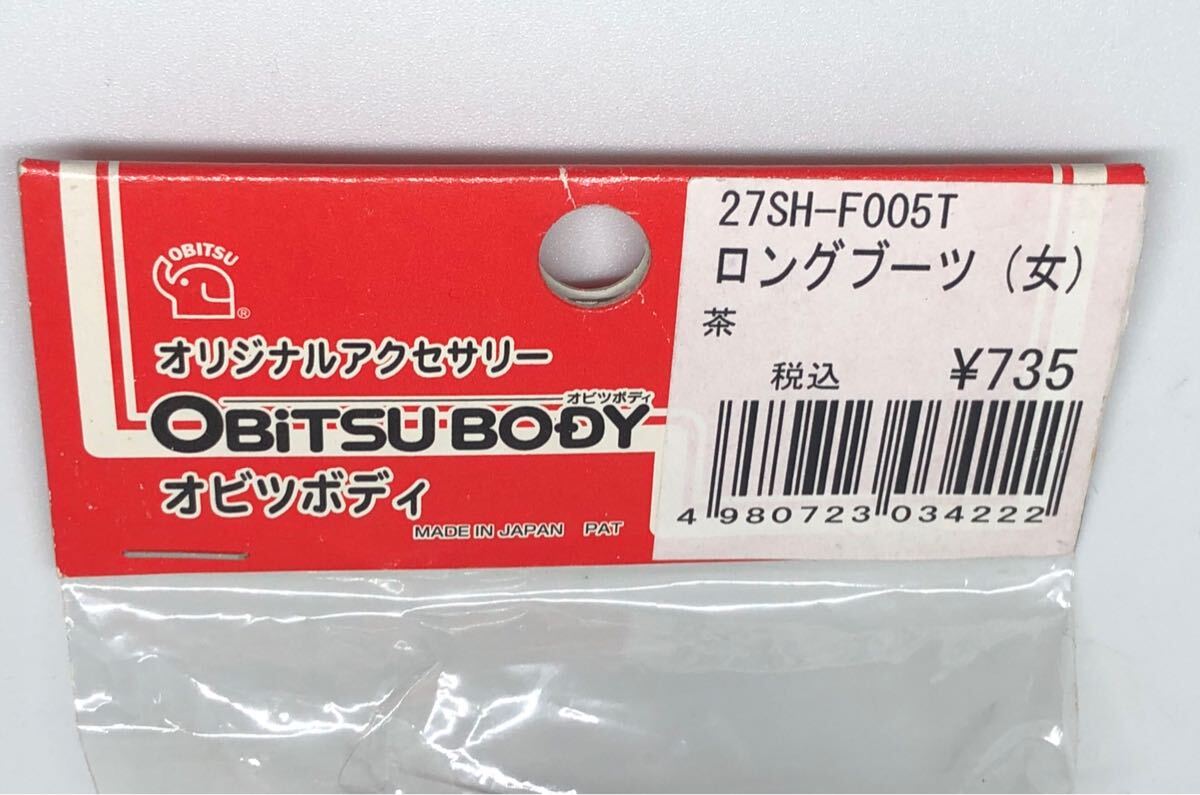 OBITSU
®
オリジナルアクセサリー
オビツボディ
OBiTSU BODY
オビツボディ
MADE IN JAPAN PAT
27SH-F005T
ロングブーツ (女)
茶
税込 ¥735
4 980723 034222